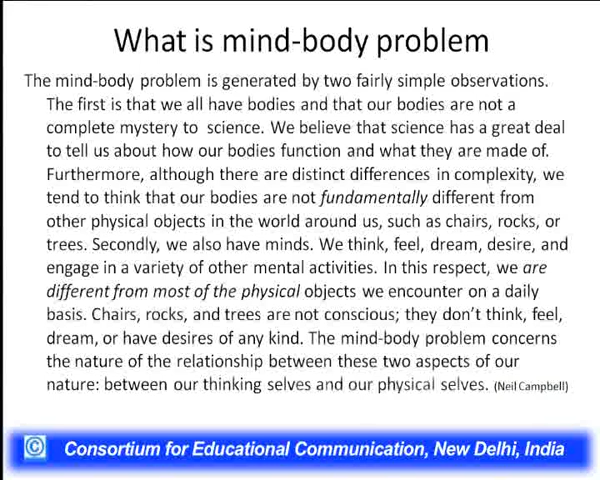 What is mind-body problem
The mind-body problem is generated by two fairly simple observations.
The first is that we all have bodies and that our bodies are not a
complete mystery to science. We believe that science has a great deal
to tell us about how our bodies function and what they are made of.
Furthermore, although there are distinct differences in complexity, we
tend to think that our bodies are not fundamentally different from
other physical objects in the world around us, such as chairs, rocks, or
trees. Secondly, we also have minds. We think, feel, dream, desire, and
engage in a variety of other mental activities. In this respect, we are
different from most of the physical objects we encounter on a daily
basis. Chairs, rocks, and trees are not conscious; they don't think, feel,
dream, or have desires of any kind. The mind-body problem concerns
the nature of the relationship between these two aspects of our
nature: between our thinking selves and our physical selves. (Neil Campbell)
© Consortium for Educational Communication, New Delhi, India